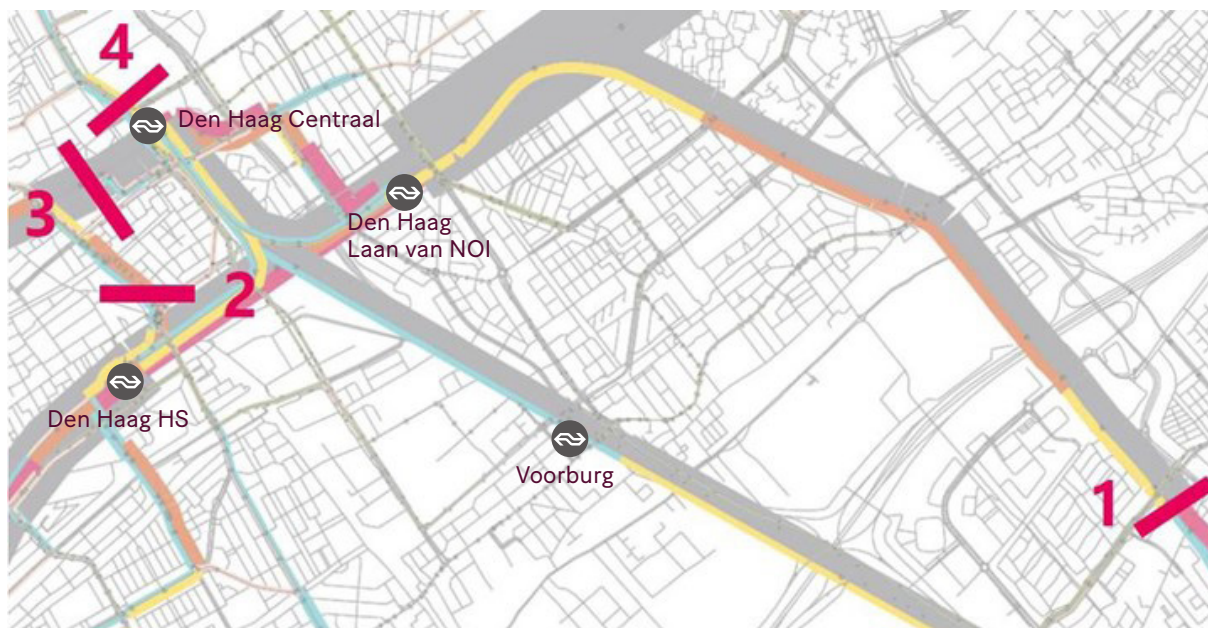 4
Den Haag Centraal
3
Den Haag
Laan van NOI
2
Den Haag HS
Voorburg
1